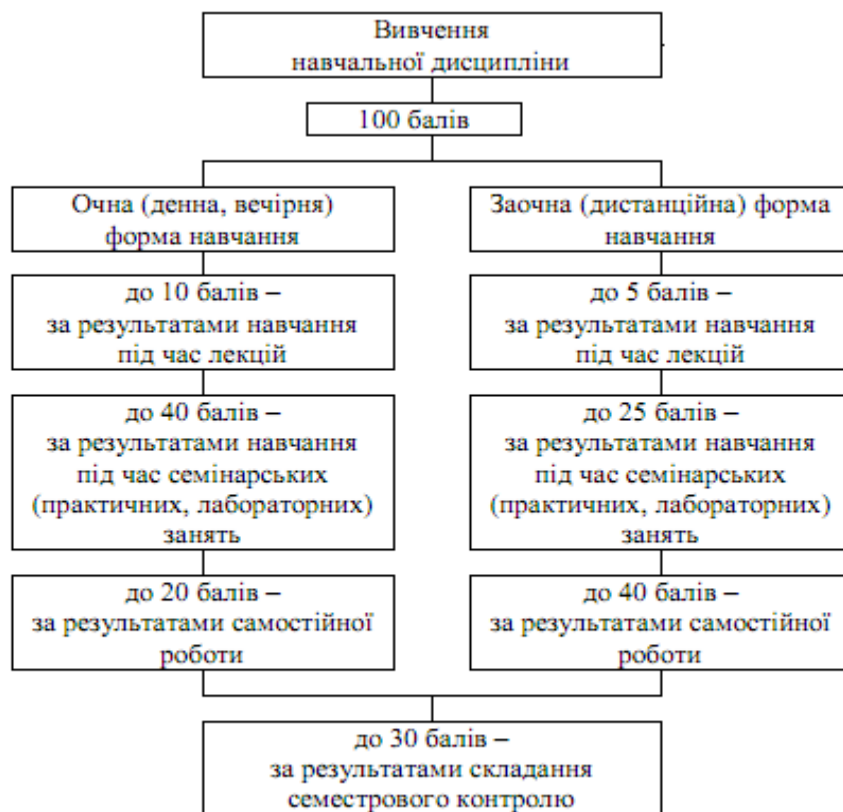 Вивчення
навчальної дисципліни
100 балів
Очна (денна, вечірня)
форма навчання
до 10 балів –
за результатами навчання
під час лекцій
до 40 балів –
за результатами навчання
під час семінарських
(практичних, лабораторних)
занять
до 20 балів –
за результатами самостійної
роботи
Заочна (дистанційна) форма
навчання
до 5 балів –
за результатами навчання
під час лекцій
до 25 балів –
за результатами навчання
під час семінарських
(практичних, лабораторних)
занять
до 40 балів –
за результатами самостійної
роботи
до 30 балів –
за результатами складання
семестрового контролю